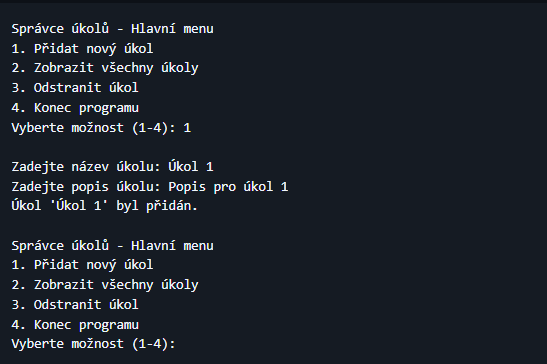 Správce úkolů - Hlavní menu
1. Přidat nový úkol
2. Zobrazit všechny úkoly
3. Odstranit úkol
4. Konec programu
Vyberte možnost (1-4): 1
Zadejte název úkolu: Úkol 1
Zadejte popis úkolu: Popis pro úkol 1
Úkol 'Úkol 1' byl přidán.
Správce úkolů - Hlavní menu
1. Přidat nový úkol
2. Zobrazit všechny úkoly
3. Odstranit úkol
4. Konec programu
Vyberte možnost (1-4):